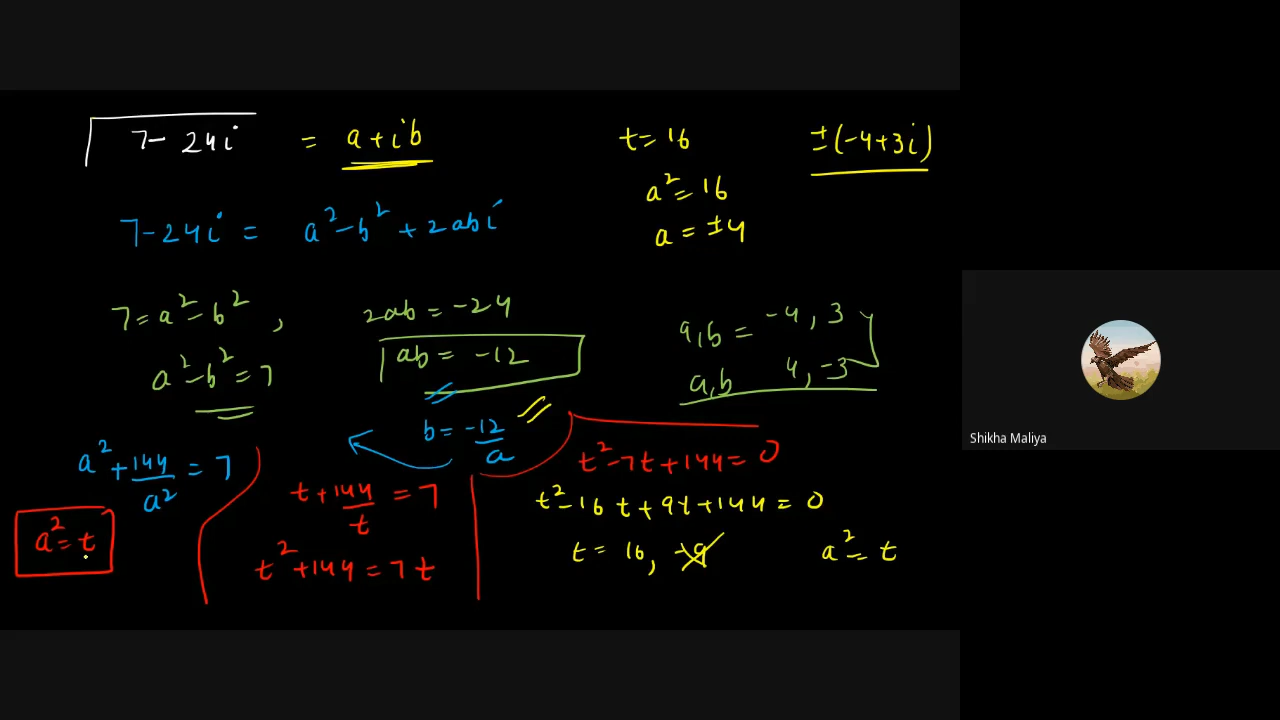 √(7-24i) = a+ib
7-24i = a²-b²+2abi
7=a²-b² , 2ab = -24
a²-b²=7
ab = -12
b = -12/a
a²+144/a² = 7
a²=t
t+144/t = 7
t²+144 = 7t
t²-7t+144= 0
t²-16t+9t+144 = 0
t = 16, -9
a²=t
t=16
a²=16
a = ±4
a,b = -4, 3
a,b 4, -3
±(-4+3i)
Shikha Maliya